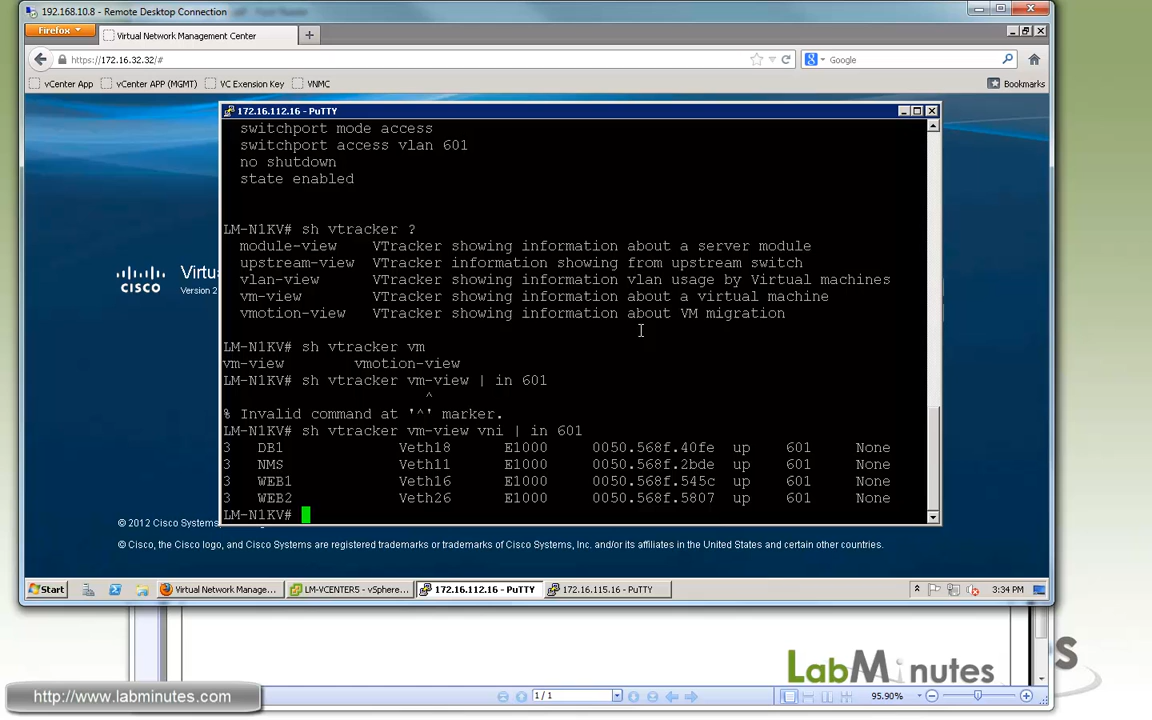 192.168.10.8 - Remote Desktop Connection
Firefox
Virtual Network Management Center
https://172.16.32.32/#
Google
vCenter App
vCenter APP (MGMT)
VC Exension Key
VNMC
Bookmarks
172.16.112.16 - PuTTY
switchport mode access
switchport access vlan 601
no shutdown
state enabled
LM-N1KV# sh vtracker ?
module-view VTracker showing information about a server module
upstream-view VTracker information showing from upstream switch
vlan-view VTracker showing information vlan usage by Virtual machines
vm-view VTracker showing information about a virtual machine
vmotion-view VTracker showing information about VM migration
LM-N1KV# sh vtracker vm
vm-view vmotion-view
LM-N1KV# sh vtracker vm-view | in 601
^
% Invalid command at '^' marker.
LM-N1KV# sh vtracker vm-view vni | in 601
3 DB1 Veth18 E1000 0050.568f.40fe up 601 None
3 NMS Veth11 E1000 0050.568f.2bde up 601 None
3 WEB1 Veth16 E1000 0050.568f.545c up 601 None
3 WEB2 Veth26 E1000 0050.568f.5807 up 601 None
LM-N1KV#
cisco
Virtu
Version 2
© 2012 Cisco Systems,
© Cisco, the Cisco logo, and Cisco Systems are registered trademarks or trademarks of Cisco Systems, Inc. and/or its affiliates in the United States and certain other countries.
Start
Virtual Network Manage...
LM-VCENTER5 - vSphere...
172.16.112.16 - PuTTY
172.16.115.16 - PuTTY
3:34 PM
LabMinutes
http://www.labminutes.com
1 / 1
95.90%